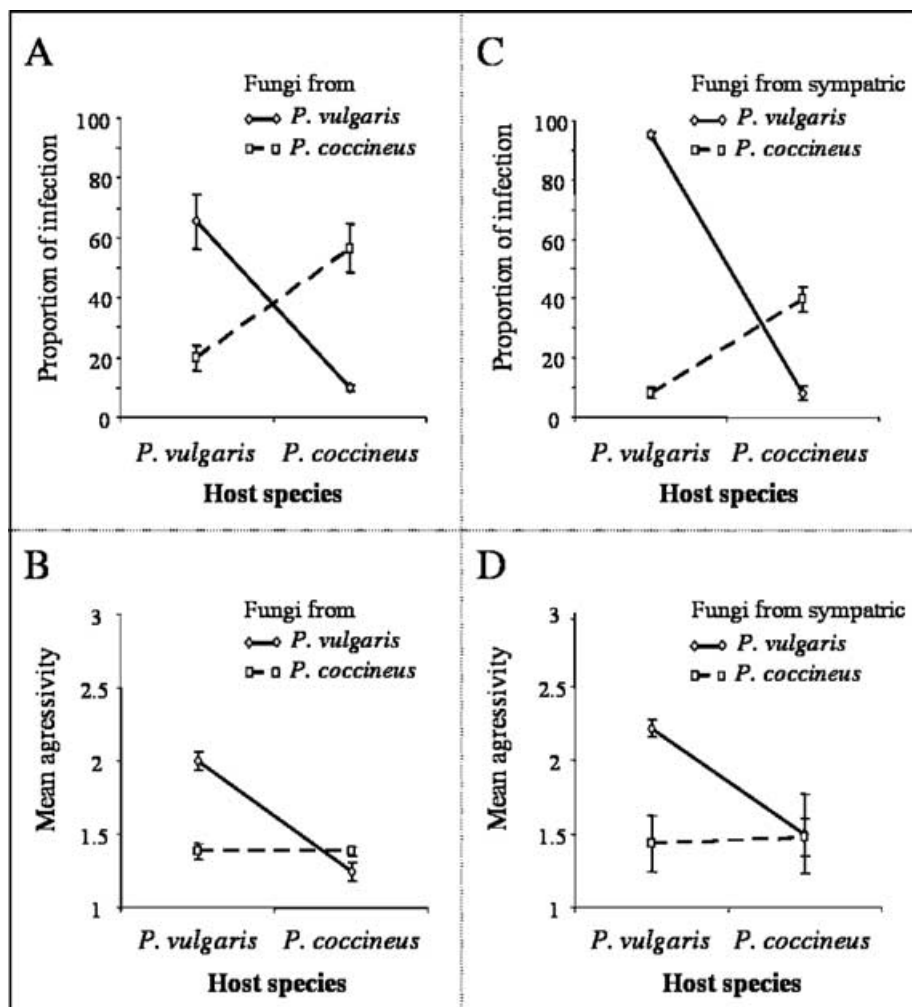 A
Fungi from
P. vulgaris
P. coccineus
100
80
60
40
20
0
Proportion of infection
P. vulgaris P. coccineus
Host species
C
Fungi from sympatric
P. vulgaris
P. coccineus
100
80
60
40
20
0
Proportion of infection
P. vulgaris P. coccineus
Host species
B
Fungi from
P. vulgaris
P. coccineus
3
2.5
2
1.5
1
Mean agressivity
P. vulgaris P. coccineus
Host species
D
Fungi from sympatric
P. vulgaris
P. coccineus
3
2.5
2
1.5
1
Mean agressivity
P. vulgaris P. coccineus
Host species